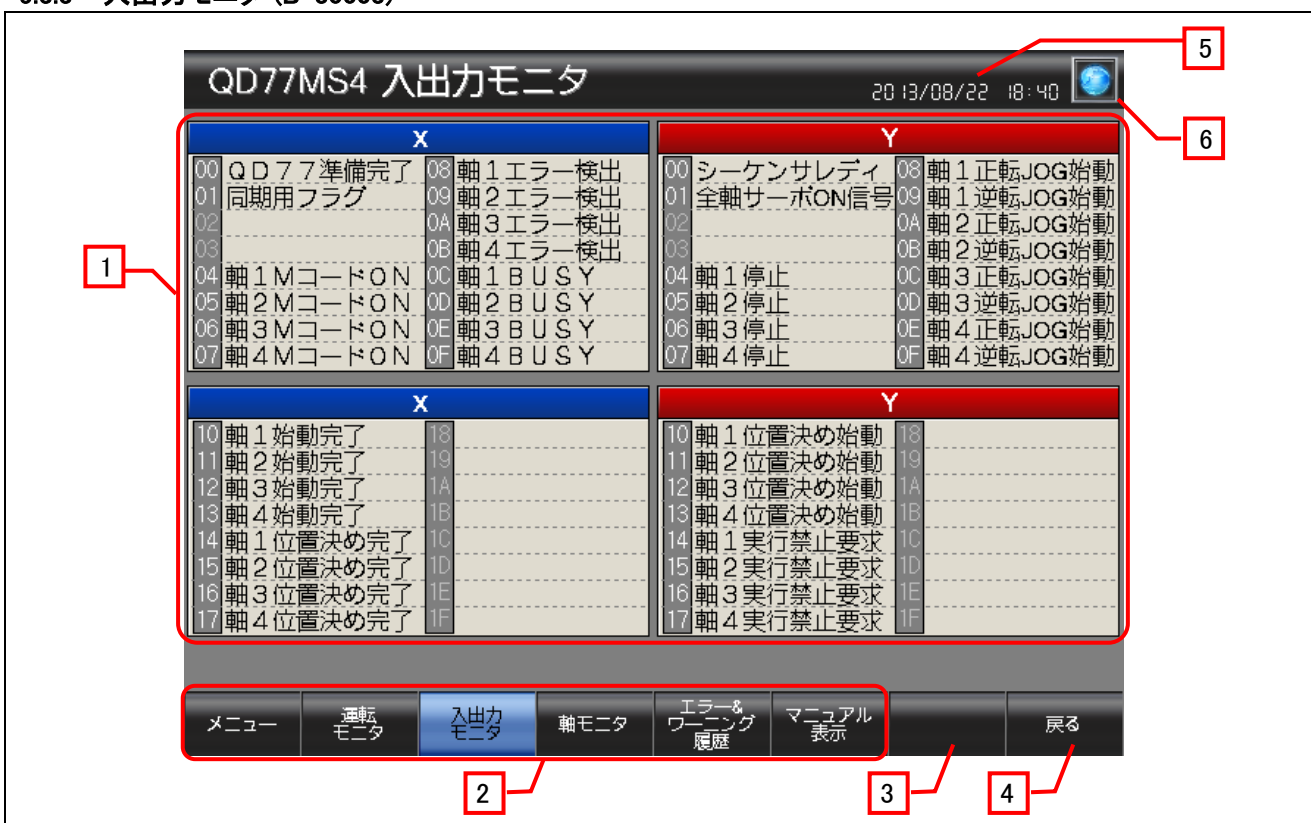 QD77MS4 入出力モニタ
2013/08/22 18:40
5
6
1
X
00 QD77準備完了 08 軸1エラー検出
01 同期用フラグ 09 軸2エラー検出
02 0A 軸3エラー検出
03 0B 軸4エラー検出
04 軸1MコードON 0C 軸1BUSY
05 軸2MコードON 0D 軸2BUSY
06 軸3MコードON 0E 軸3BUSY
07 軸4MコードON 0F 軸4BUSY
Y
00 シーケンサレディ 08 軸1正転JOG始動
01 全軸サーボON信号 09 軸1逆転JOG始動
02 0A 軸2正転JOG始動
03 0B 軸2逆転JOG始動
04 軸1停止 0C 軸3正転JOG始動
05 軸2停止 0D 軸3逆転JOG始動
06 軸3停止 0E 軸4正転JOG始動
07 軸4停止 0F 軸4逆転JOG始動
X
10 軸1始動完了 18
11 軸2始動完了 19
12 軸3始動完了 1A
13 軸4始動完了 1B
14 軸1位置決め完了 1C
15 軸2位置決め完了 1D
16 軸3位置決め完了 1E
17 軸4位置決め完了 1F
Y
10 軸1位置決め始動 18
11 軸2位置決め始動 19
12 軸3位置決め始動 1A
13 軸4位置決め始動 1B
14 軸1実行禁止要求 1C
15 軸2実行禁止要求 1D
16 軸3実行禁止要求 1E
17 軸4実行禁止要求 1F
メニュー
運転
モニタ
入出力
モニタ
軸モニタ
エラー&
ワーニング
履歴
マニュアル
表示
戻る
2
3
4